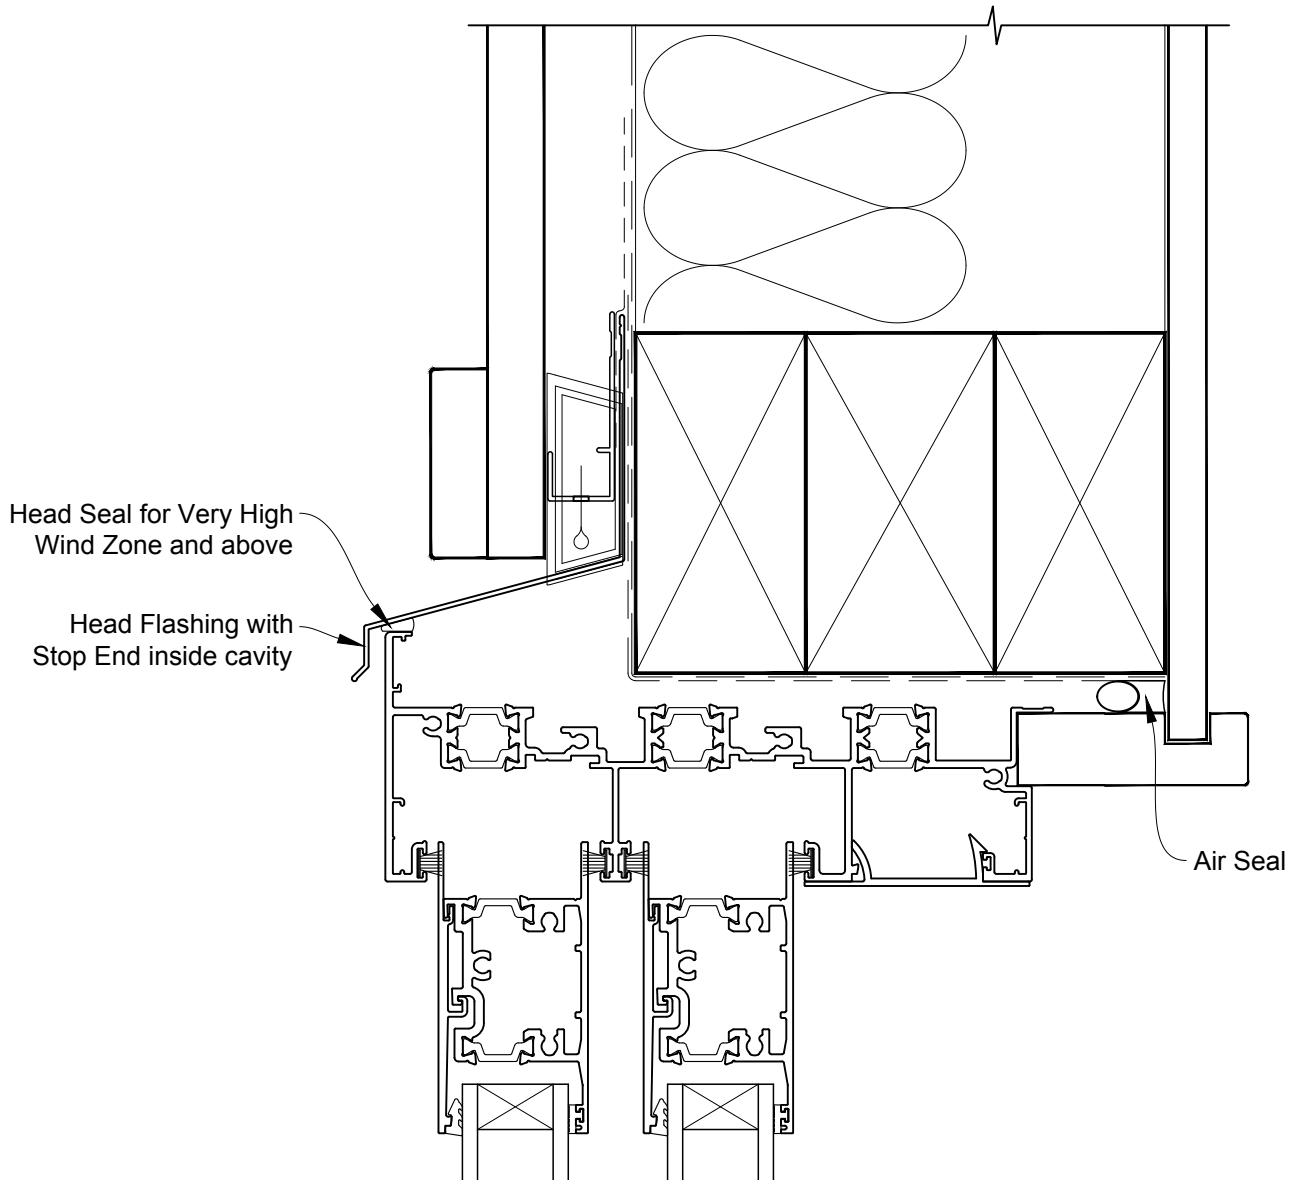 Head Seal for Very High
Wind Zone and above
Head Flashing with
Stop End inside cavity
Air Seal